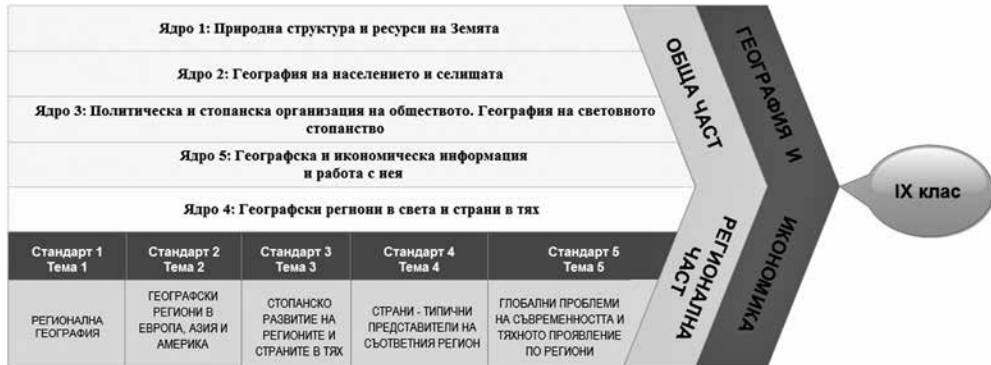 Ядро 1: Природна структура и ресурси на Земята
Ядро 2: География на населението и селищата
Ядро 3: Политическа и стопанска организация на обществото. География на световното
стопанство
Ядро 5: Географска и икономическа информация
и работа с нея
Ядро 4: Географски региони в света и страни в тях
Стандарт 1
Тема 1
Стандарт 2
Тема 2
Стандарт 3
Тема 3
Стандарт 4
Тема 4
Стандарт 5
Тема 5
РЕГИОНАЛНА
ГЕОГРАФИЯ
ГЕОГРАФСКИ
РЕГИОНИ В
ЕВРОПА, АЗИЯ И
АМЕРИКА
СТОПАНСКО
РАЗВИТИЕ НА
РЕГИОНИТЕ И
СТРАНИТЕ В ТЯХ
СТРАНИ - ТИПИЧНИ
ПРЕДСТАВИТЕЛИ НА
СЪОТВЕТНИЯ РЕГИОН
ГЛОБАЛНИ ПРОБЛЕМИ
НА СЪВРЕМЕННОСТТА И
ТЯХНОТО ПРОЯВЛЕНИЕ
ПО РЕГИОНИ
ОБЩА ЧАСТ
РЕГИОНАЛНА
ЧАСТ
ГЕОГРАФИЯ И
ИКОНОМИКА
IX клас